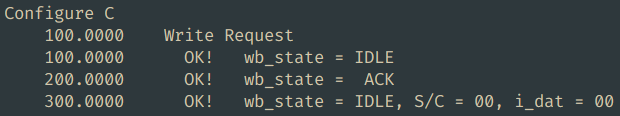 Configure C
    100.0000    Write Request
    100.0000      OK!   wb_state = IDLE
    200.0000      OK!   wb_state =  ACK
    300.0000      OK!   wb_state = IDLE, S/C = 00, i_dat = 00